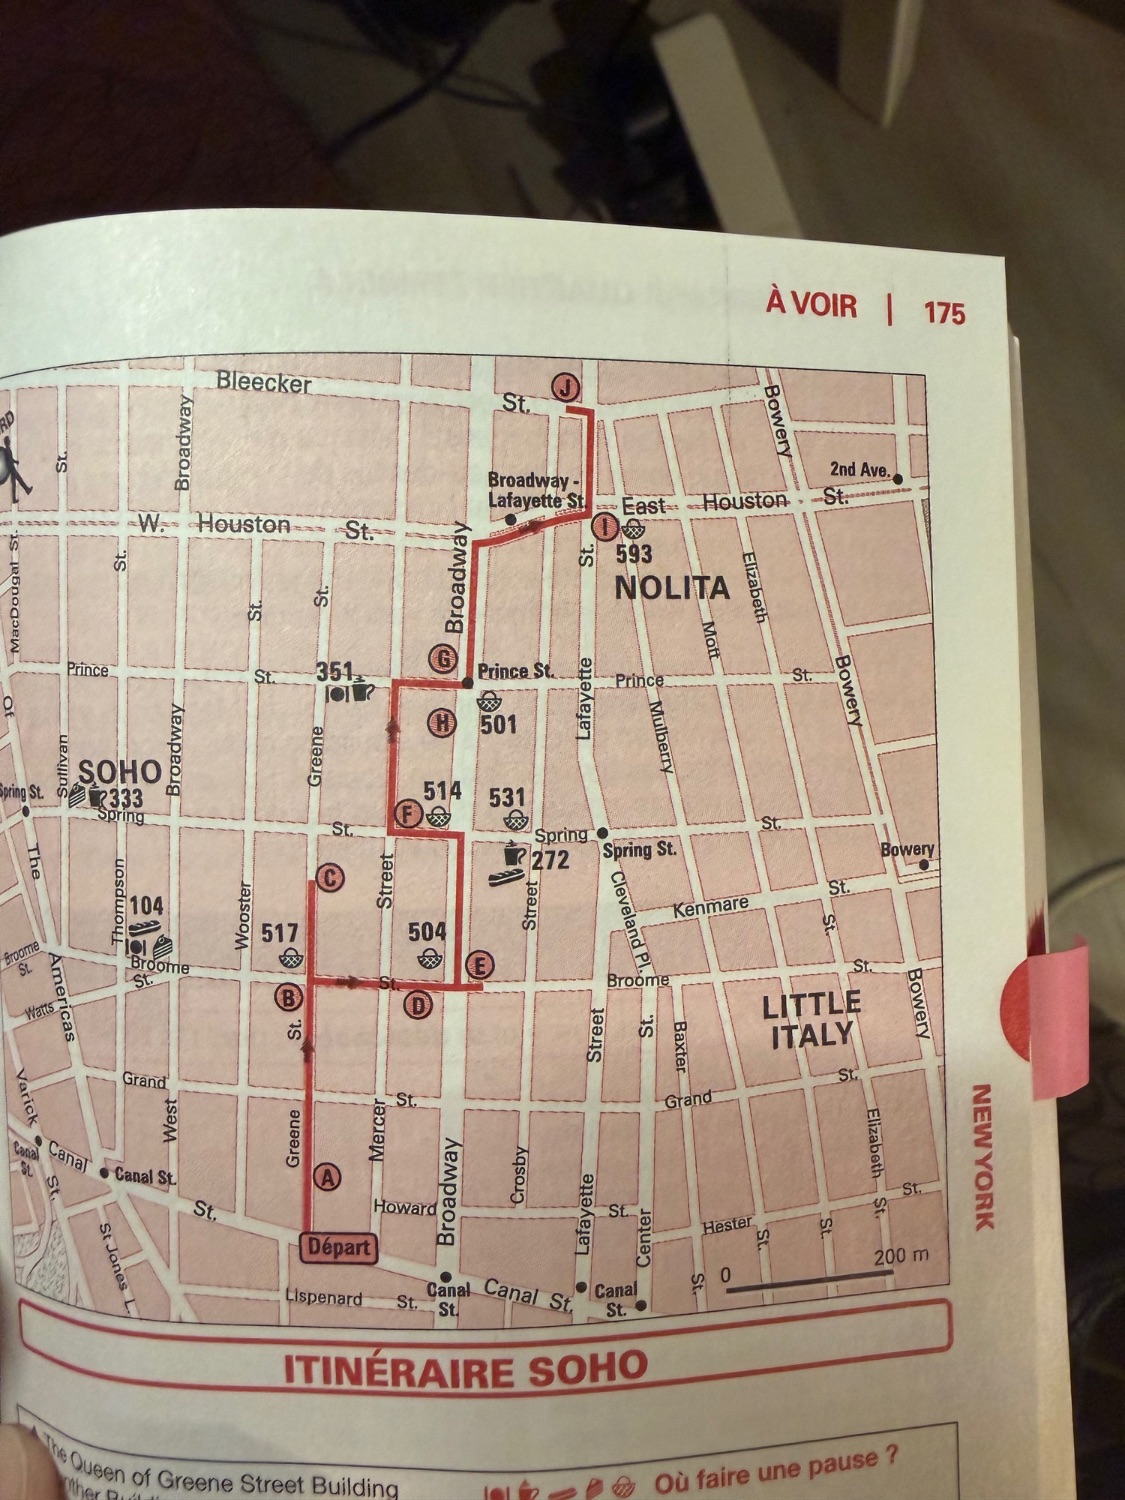 À VOIR | 175
Bleecker
St.
J
Bowery
Broadway
St.
2nd Ave.
Broadway -
Lafayette St.
East Houston St.
W. Houston St.
I
593
NOLITA
MacDougal St.
St.
St.
St.
Broadway
St.
Elizabeth
Mott
G
Prince St.
Prince
St.
351
Prince
St.
Bowery
H
501
Of
Sullivan
SOHO
Broadway
Greene
Lafayette
Mulberry
333
Spring St.
Spring
St.
F
514
531
Spring
Spring St.
St.
272
Bowery
The
Thompson
Wooster
C
Street
Street
Cleveland Pl.
Kenmare
St.
St.
104
517
504
E
Broome
St.
Broome
St.
St.
Broome
St.
Americas
B
D
Watts
St.
Street
St.
Baxter
LITTLE
ITALY
Bowery
Varick
Grand
St.
Grand
St.
West
Greene
Mercer
Broadway
Crosby
Elizabeth
Canal
St.
Canal
St.
Canal St.
A
Howard
St.
Lafayette
Center
Hester
St.
St.
St.
St.
St.
St.
St Jones L.
Départ
Canal
St.
Canal St.
Canal
St.
Lispenard St.
0
200 m
NEW YORK
ITINÉRAIRE SOHO
The Queen of Greene Street Building
Où faire une pause ?